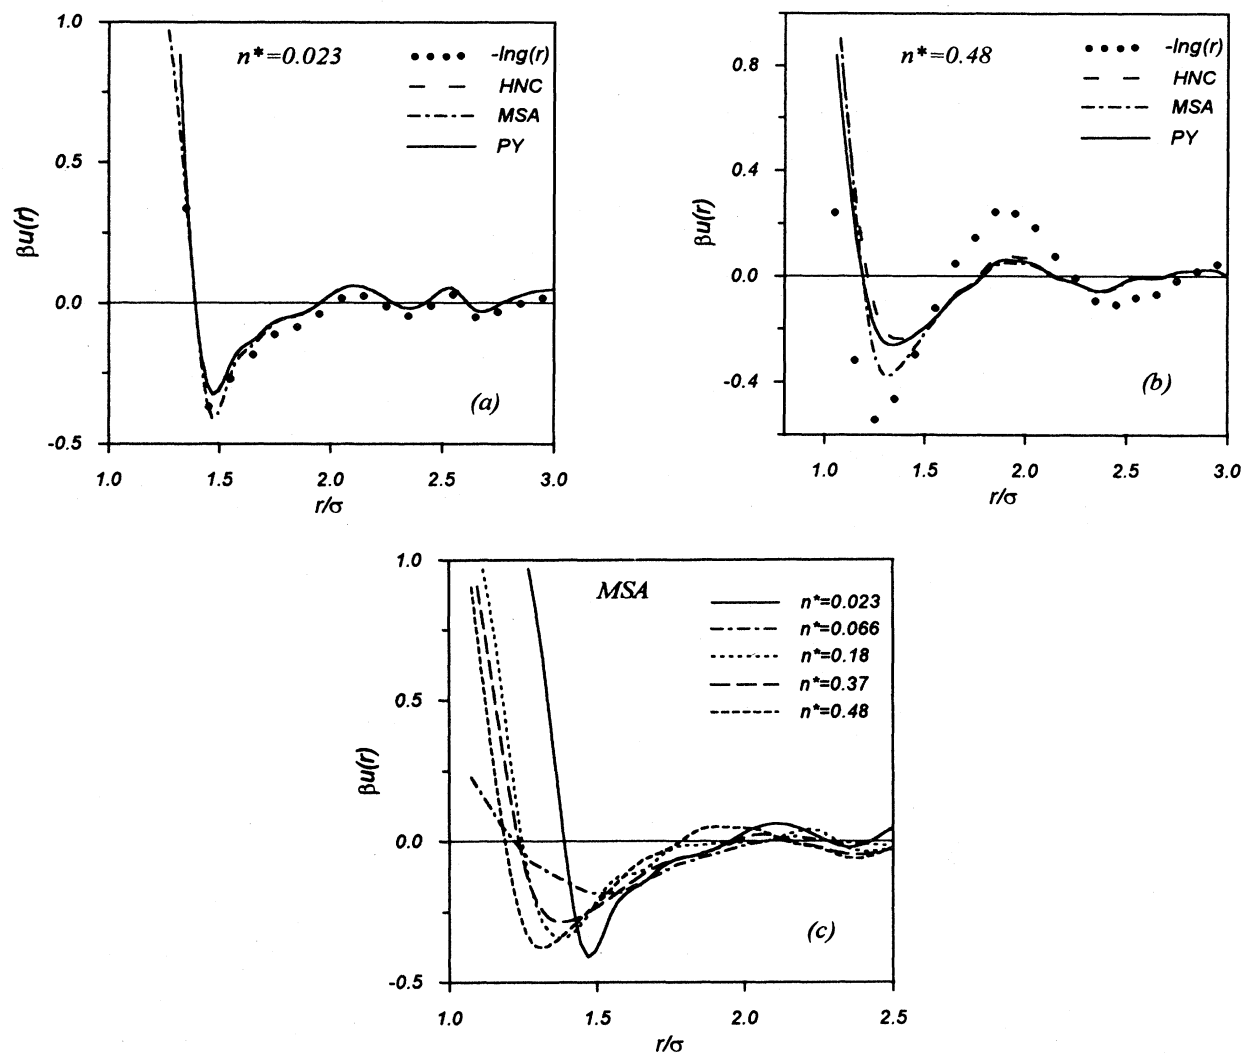 1.0
n*=0.023
-lng(r)
HNC
MSA
PY
0.5
βu(r)
0.0
(a)
-0.5
1.0 1.5 2.0 2.5 3.0
r/σ
0.8
n*=0.48
-lng(r)
HNC
MSA
PY
0.4
βu(r)
0.0
-0.4
(b)
1.0 1.5 2.0 2.5 3.0
r/σ
1.0
MSA
n*=0.023
n*=0.066
n*=0.18
n*=0.37
n*=0.48
0.5
βu(r)
0.0
(c)
-0.5
1.0 1.5 2.0 2.5
r/σ